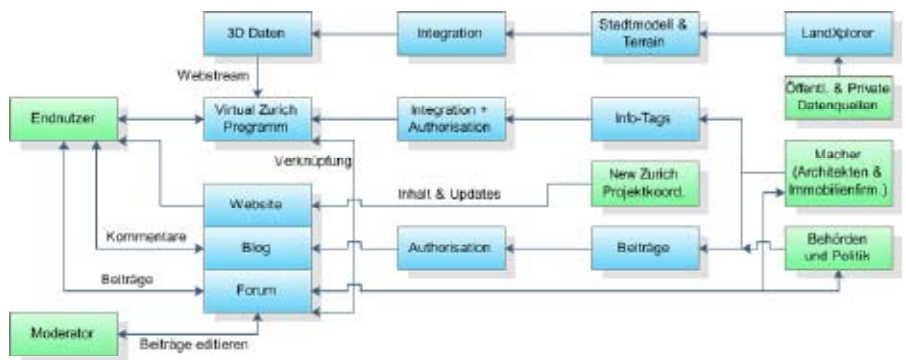 3D Daten
Integration
Stadtmodell &
Terrain
LandXplorer
Webstream
Öffentl. & Private
Datenquellen
Endnutzer
Virtual Zurich
Programm
Integration +
Authorisation
Info-Tags
Verknüpfung
Macher
(Architekten &
Immobilienfirm.)
New Zurich
Projektkoord.
Inhalt & Updates
Website
Kommentare
Blog
Authorisation
Beiträge
Behörden
und Politik
Beiträge
Forum
Moderator
Beiträge editieren